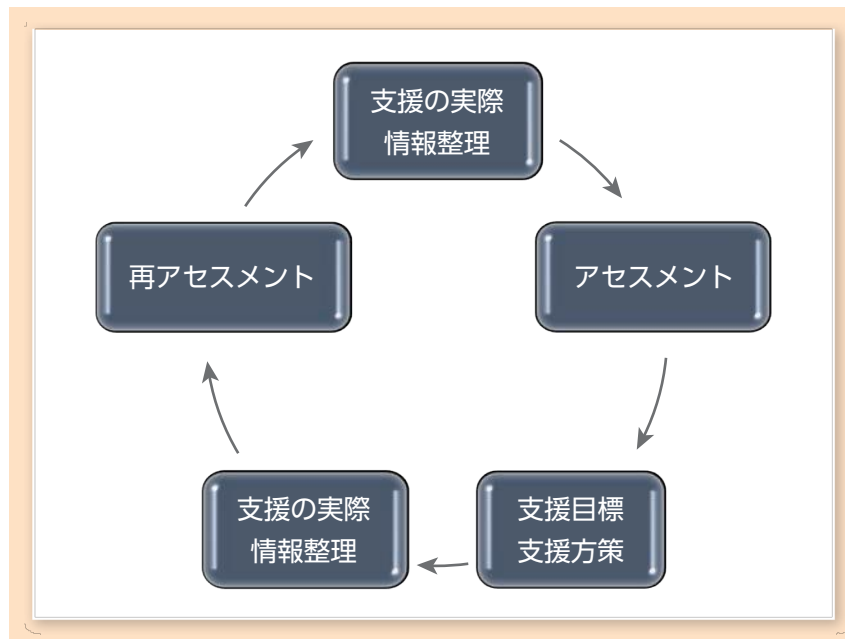 支援の実際
情報整理
アセスメント
支援目標
支援方策
支援の実際
情報整理
再アセスメント